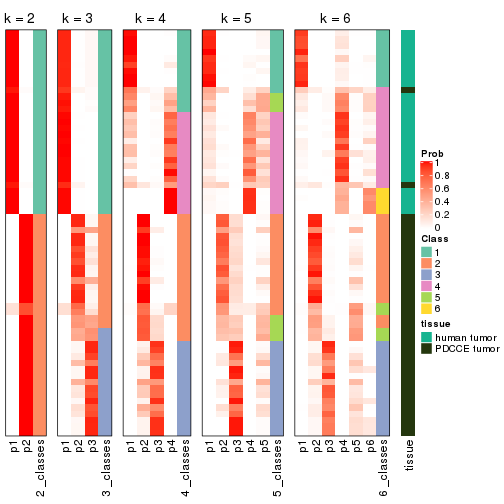 k = 2 k = 3 k = 4 k = 5 k = 6
p1 p2 2_classes p1 p2 p3 3_classes p1 p2 p3 p4 4_classes p1 p2 p3 p4 p5 5_classes p1 p2 p3 p4 p5 p6 6_classes tissue
Prob
1
0.8
0.6
0.4
0.2
0
Class
1
2
3
4
5
6
tissue
human tumor
PDCCE tumor